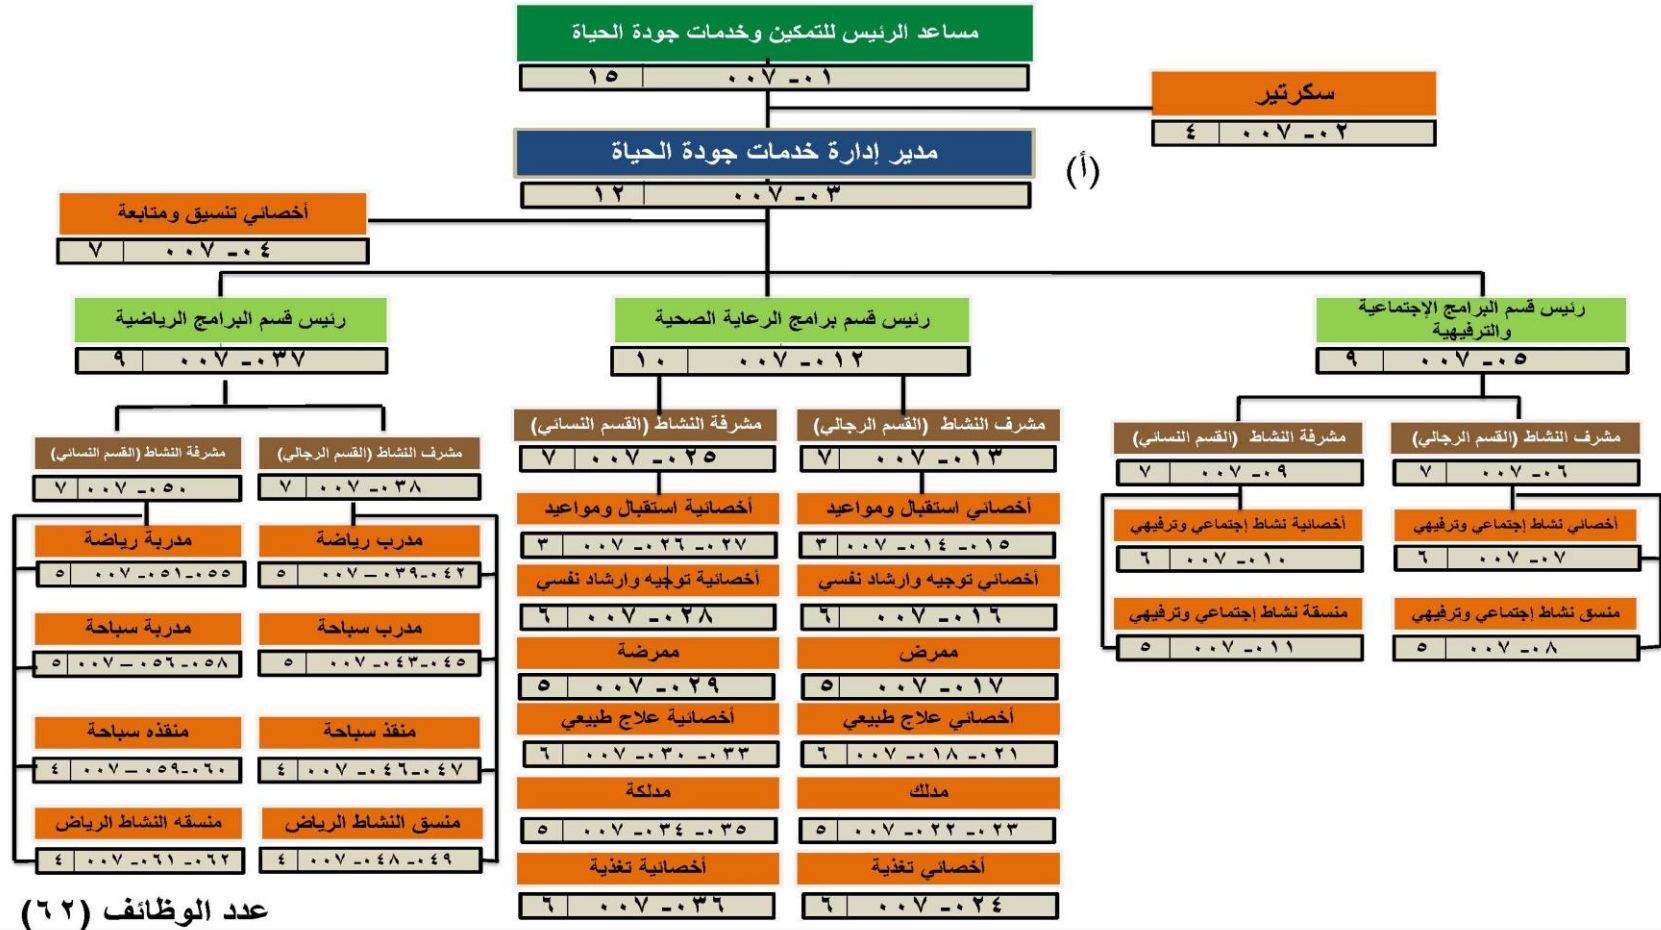 مساعد الرئيس للتمكين وخدمات جودة الحياة
٠٠٧ -٠١ ١٥
سكرتير
٠٠٧ -٠٢ ٤
مدير إدارة خدمات جودة الحياة
(أ)
٠٠٧ -٠٣ ١٢
أخصائي تنسيق ومتابعة
٠٠٧ -٠٤ ٧
رئيس قسم البرامج الإجتماعية
والترفيهية
٠٠٧ -٠٥ ٩
مشرف النشاط (القسم الرجالي)
٠٠٧ -٠٦ ٧
أخصائي نشاط إجتماعي وترفيهي
٠٠٧ -٠٧ ٦
منسق نشاط إجتماعي وترفيهي
٠٠٧ -٠٨ ٥
مشرفة النشاط (القسم النسائي)
٠٠٧ -٠٩ ٧
أخصائية نشاط إجتماعي وترفيهي
٠٠٧ -٠١٠ ٦
منسقة نشاط إجتماعي وترفيهي
٠٠٧ -٠١١ ٥
رئيس قسم برامج الرعاية الصحية
٠٠٧ -٠١٢ ١٠
مشرف النشاط (القسم الرجالي)
٠٠٧ -٠١٣ ٧
أخصائي استقبال ومواعيد
٠٠٧ -٠١٤ -٠١٥ ٣
أخصائي توجيه وارشاد نفسي
٠٠٧ -٠١٦ ٦
ممرض
٠٠٧ -٠١٧ ٥
أخصائي علاج طبيعي
٠٠٧ -٠١٨ -٠٢١ ٦
مدلك
٠٠٧ -٠٢٢ -٠٢٣ ٥
أخصائي تغذية
٠٠٧ -٠٢٤ ٦
مشرفة النشاط (القسم النسائي)
٠٠٧ -٠٢٥ ٧
أخصائية استقبال ومواعيد
٠٠٧ -٠٢٦ -٠٢٧ ٣
أخصائية توجيه وارشاد نفسي
٠٠٧ -٠٢٨ ٦
ممرضة
٠٠٧ -٠٢٩ ٥
أخصائية علاج طبيعي
٠٠٧ -٠٣٠ -٠٣٣ ٦
مدلكة
٠٠٧ -٠٣٤ -٠٣٥ ٥
أخصائية تغذية
٠٠٧ -٠٣٦ ٦
رئيس قسم البرامج الرياضية
٠٠٧ -٠٣٧ ٩
مشرف النشاط (القسم الرجالي)
٠٠٧ -٠٣٨ ٧
مدرب رياضة
٠٠٧ – ٠٣٩ -٠٤٢ ٥
مدرب سباحة
٠٠٧ -٠٤٣-٠٤٥ ٥
منقذ سباحة
٠٠٧ -٠٤٦-٠٤٧ ٤
منسق النشاط الرياض
٠٠٧ -٠٤٨ -٠٤٩ ٤
مشرفة النشاط (القسم النسائي)
٠٠٧ -٠٥٠ ٧
مدربة رياضة
٠٠٧ -٠٥١-٠٥٥ ٥
مدربة سباحة
٠٠٧ – ٠٥٦ -٠٥٨ ٥
منقذه سباحة
٠٠٧ – ٠٥٩-٠٦٠ ٤
منسقه النشاط الرياض
٠٠٧ -٠٦١ -٠٦٢ ٤
عدد الوظائف (٦٢)